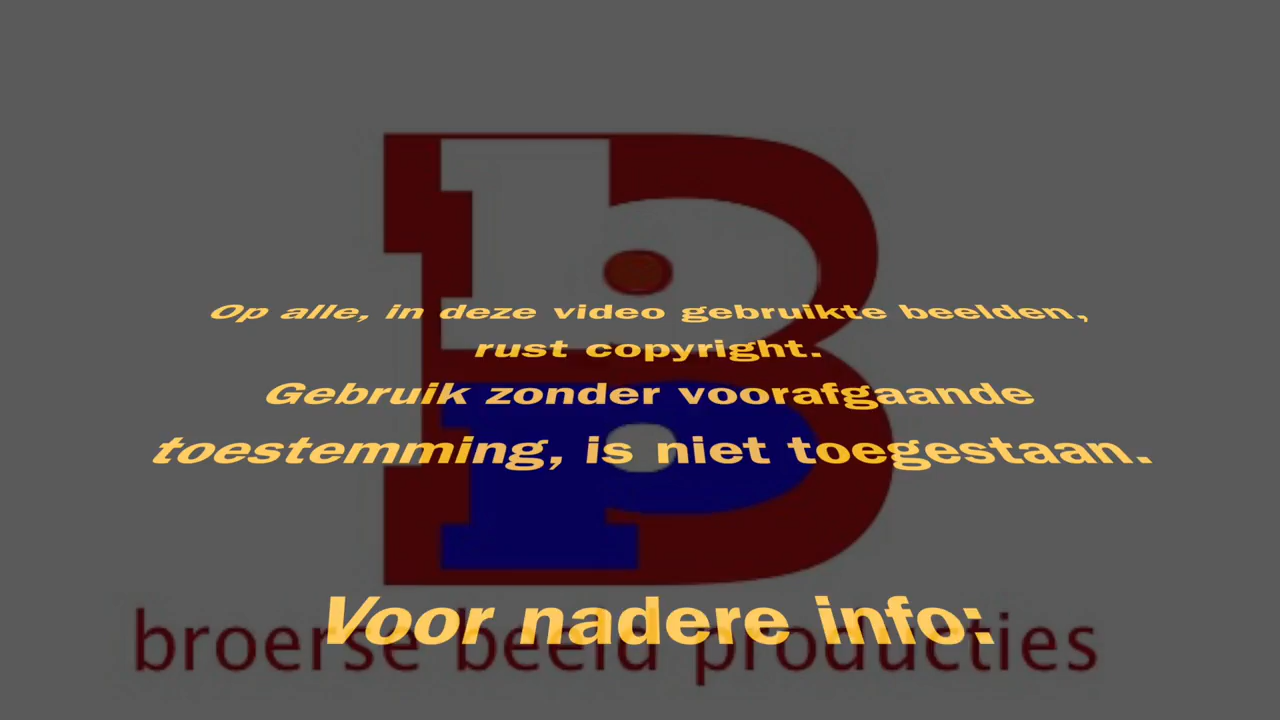 Op alle, in deze video gebruikte beelden,
rust copyright.
Gebruik zonder voorafgaande
toestemming, is niet toegestaan.
Voor nadere info:
broerse beeld producties